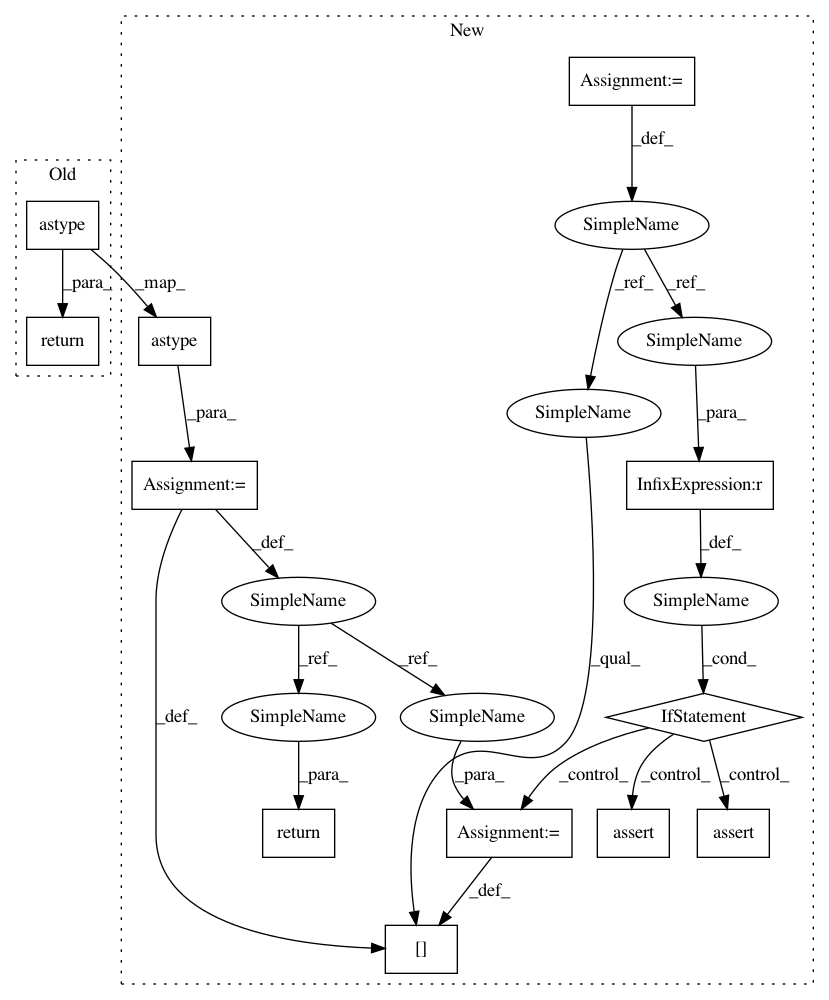 New
Assignment:=
Old
_def_
astype
SimpleName
_para_
_map_
_ref_
_ref_
return
astype
SimpleName
SimpleName
_para_
_para_
Assignment:=
InfixExpression:r
_def_
_def_
SimpleName
SimpleName
_ref_
_ref_
_qual_
_cond_
_def_
SimpleName
SimpleName
IfStatement
_para_
_para_
_control_
_control_
_control_
return
Assignment:=
assert
assert
_def_
[]